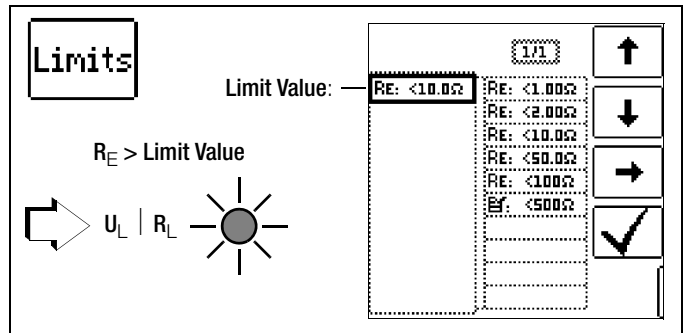 Limits
Limit Value:
RE > Limit Value
UL | RL
1/1
RE: <10.0Ω
RE: <1.00Ω
RE: <2.00Ω
RE: <10.0Ω
RE: <50.0Ω
RE: <100Ω
<500Ω